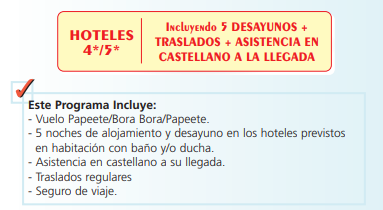 HOTELES
4*/5*
Incluyendo 5 DESAYUNOS +
TRASLADOS + ASISTENCIA EN
CASTELLANO A LA LLEGADA
Este Programa Incluye:
- Vuelo Papeete/Bora Bora/Papeete.
- 5 noches de alojamiento y desayuno en los hoteles previstos
en habitación con baño y/o ducha.
- Asistencia en castellano a su llegada.
- Traslados regulares
- Seguro de viaje.